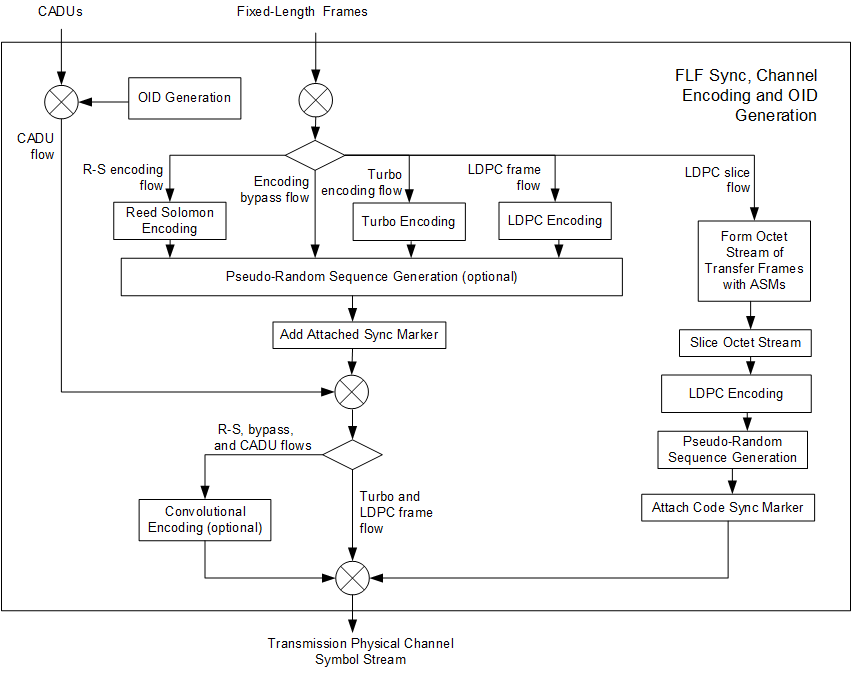 CADUs
Fixed-Length Frames
FLF Sync, Channel
Encoding and OID
Generation
OID Generation
CADU
flow
R-S encoding
flow
Encoding
bypass flow
Turbo
encoding flow
LDPC frame
flow
LDPC slice
flow
Reed Solomon
Encoding
Turbo Encoding
LDPC Encoding
Form Octet
Stream of
Transfer Frames
with ASMs
Pseudo-Random Sequence Generation (optional)
Add Attached Sync Marker
Slice Octet Stream
LDPC Encoding
R-S, bypass,
and CADU flows
Pseudo-Random
Sequence Generation
Turbo and
LDPC frame
flow
Convolutional
Encoding (optional)
Attach Code Sync Marker
Transmission Physical Channel
Symbol Stream